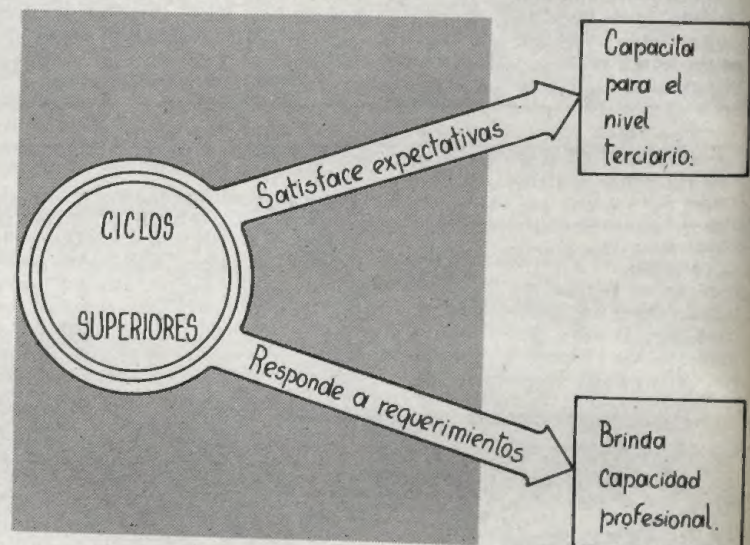 CICLOS
SUPERIORES
Satisface expectativas
Capacita
para el
nivel
terciario.
Responde a requerimientos
Brinda
capacidad
profesional.